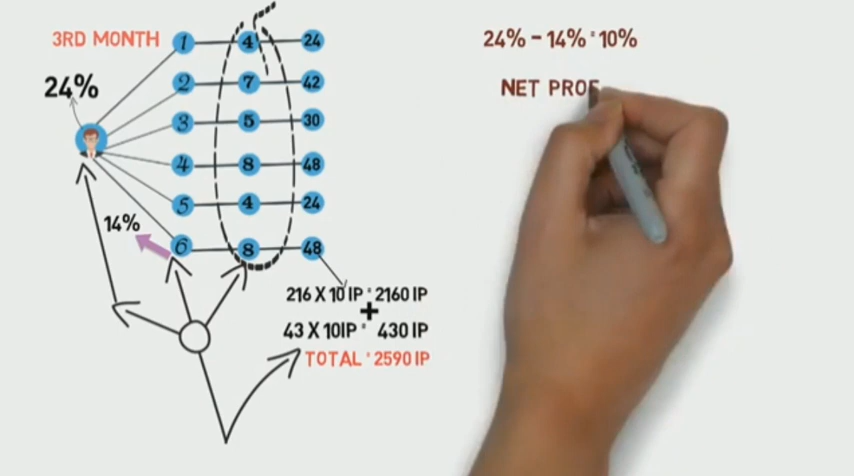 3RD MONTH 1 4 24
24%
2 7 42
3 5 30
4 8 48
5 4 24
14%
6 8 48
216 X 10 IP = 2160 IP
+
43 X 10IP = 430 IP
TOTAL = 2590 IP
24% - 14% = 10%
NET PROF